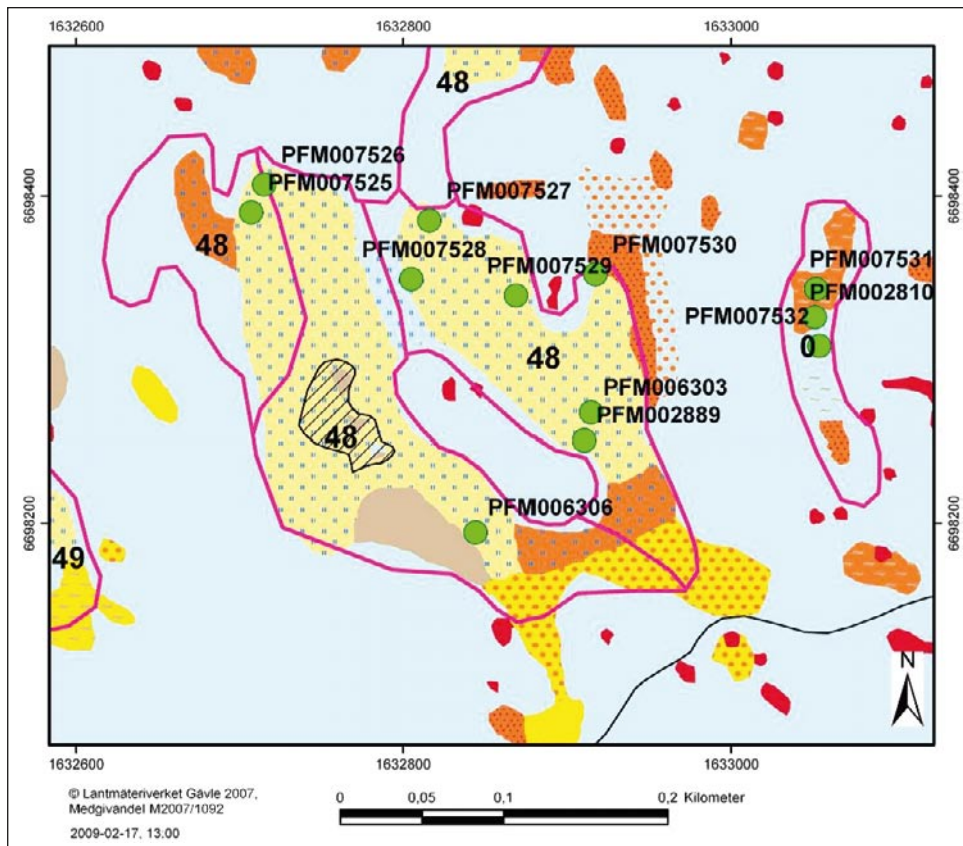 1632600 1632800 1633000
48
PFM007526
6698400
6698400
PFM007525
PFM007527
48
PFM007530
PFM007528
PFM007531
PFM007529
PFM002810
PFM007532
48
0
PFM006303
PFM002889
48
PFM006306
6698200
6698200
49
N
1632600 1632800 1633000
© Lantmäteriverket Gävle 2007,
Medgivandel M2007/1092
2009-02-17, 13:00
0 0,05 0,1 0,2 Kilometer